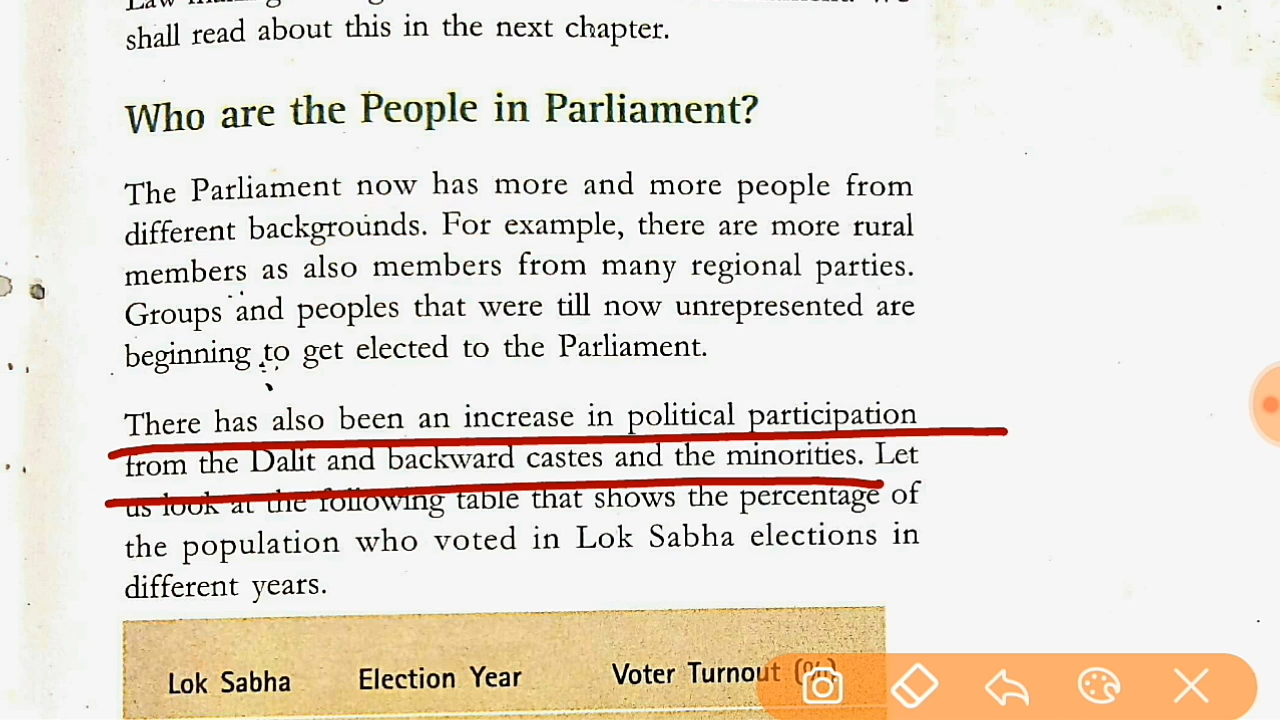 shall read about this in the next chapter.
Who are the People in Parliament?
The Parliament now has more and more people from
different backgrounds. For example, there are more rural
members as also members from many regional parties.
Groups and peoples that were till now unrepresented are
beginning to get elected to the Parliament.
There has also been an increase in political participation
from the Dalit and backward castes and the minorities. Let
us look at the following table that shows the percentage of
the population who voted in Lok Sabha elections in
different years.
Lok Sabha Election Year Voter Turnout (%)